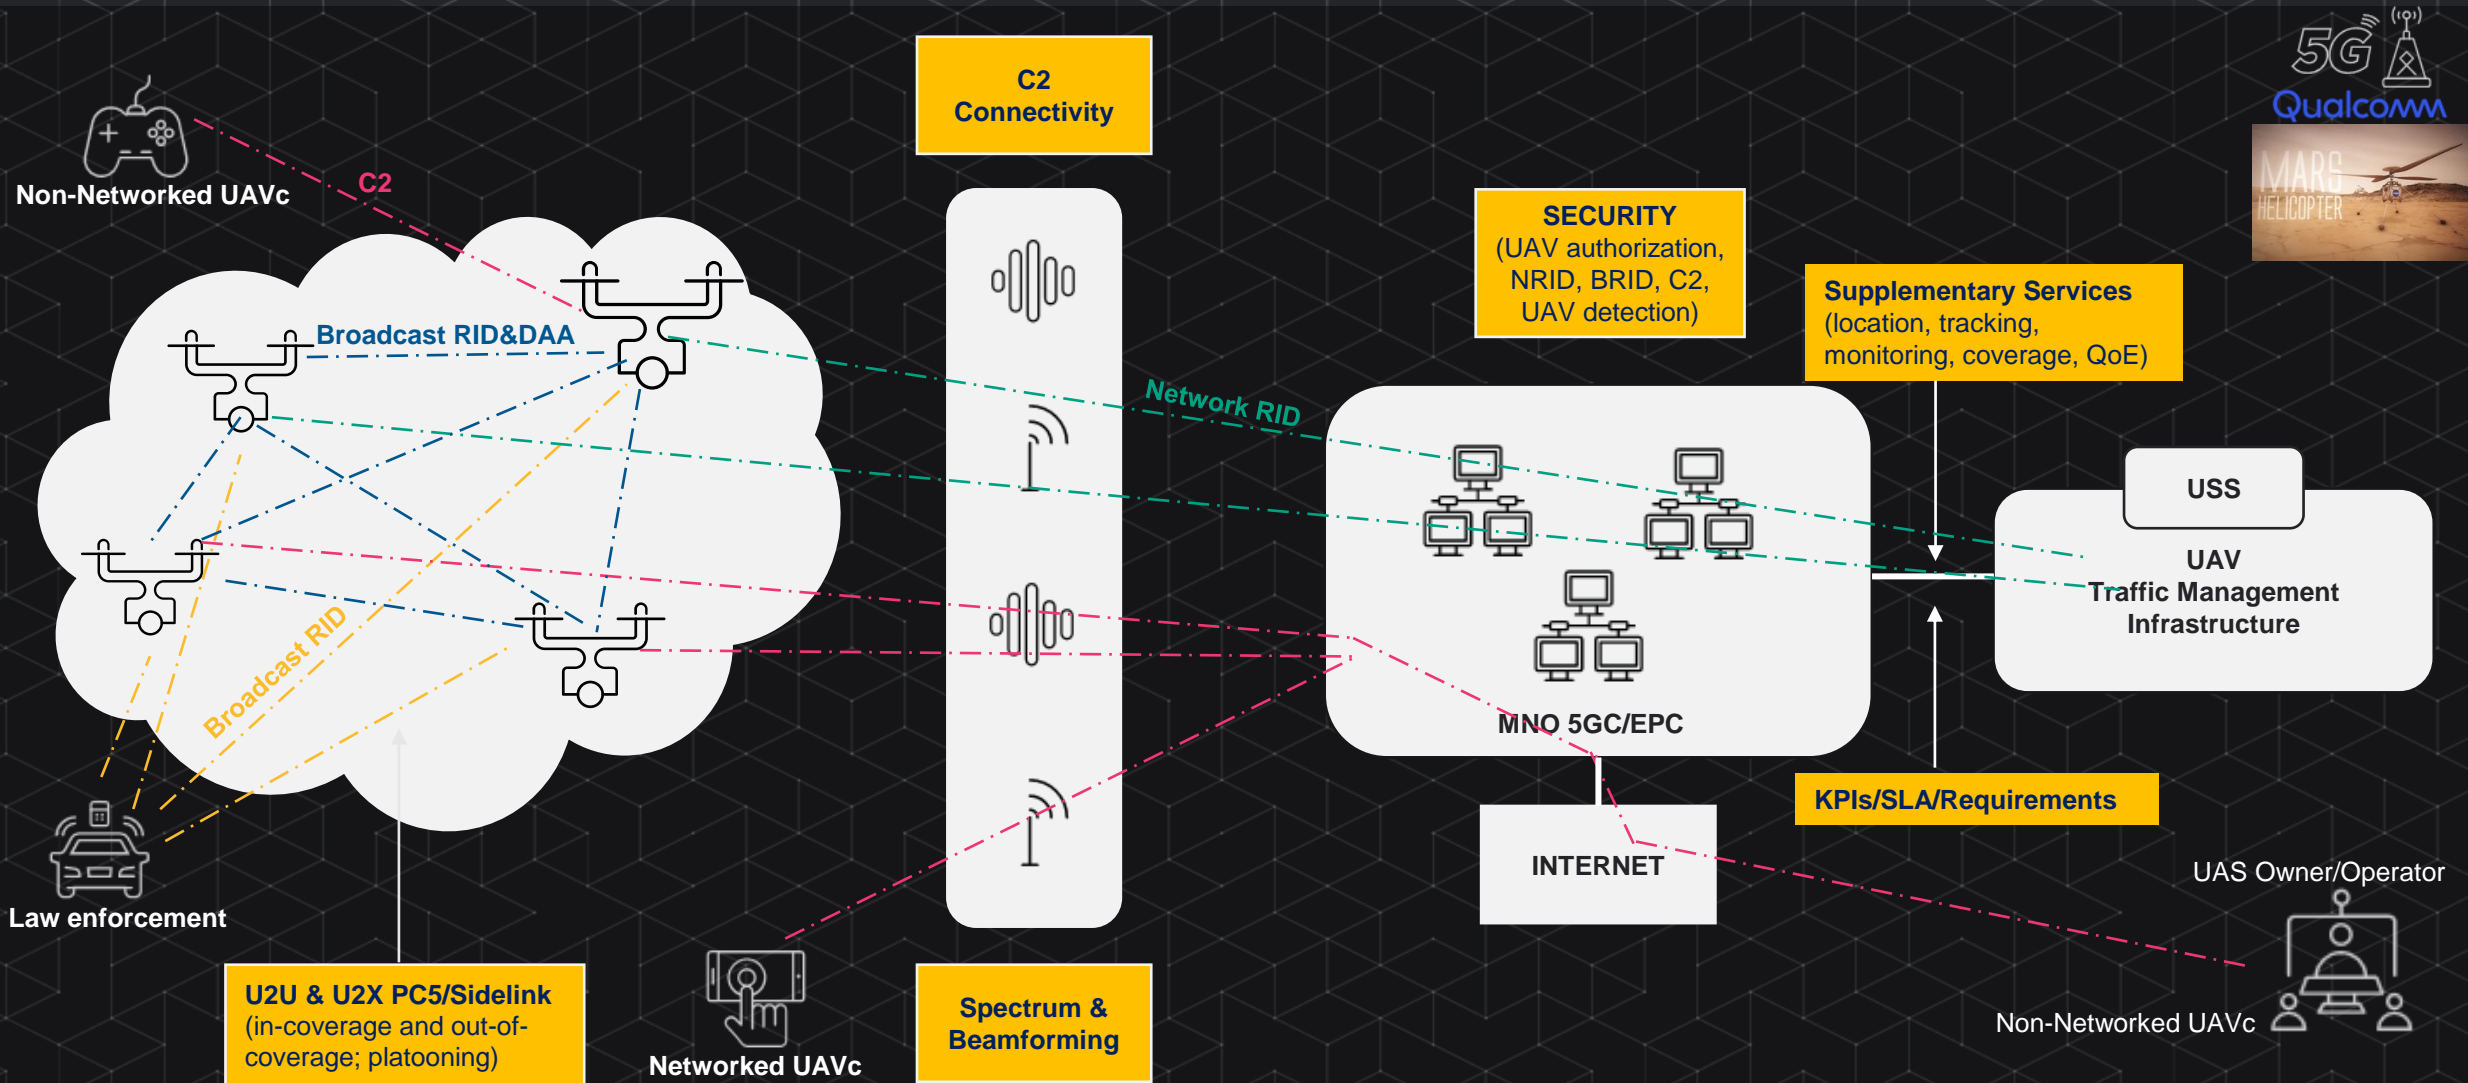 5G
Qualcomm
MARS
HELICOPTER
C2
Connectivity
Non-Networked UAVc
C2
SECURITY
(UAV authorization,
NRID, BRID, C2,
UAV detection)
Supplementary Services
(location, tracking,
monitoring, coverage, QoE)
Broadcast RID&DAA
Network RID
USS
UAV
Traffic Management
Infrastructure
Broadcast RID
MNO 5GC/EPC
KPIs/SLA/Requirements
INTERNET
UAS Owner/Operator
Law enforcement
U2U & U2X PC5/Sidelink
(in-coverage and out-of-
coverage; platooning)
Networked UAVc
Spectrum &
Beamforming
Non-Networked UAVc